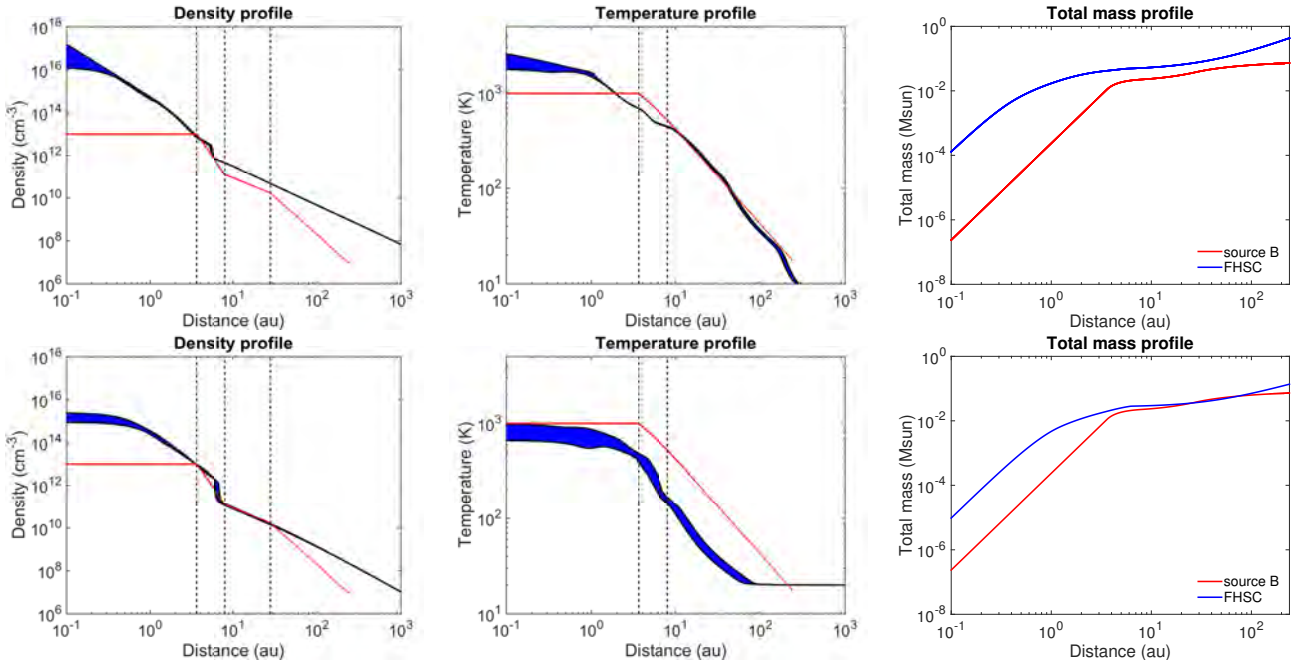 Density profile
Density (cm-3)
10^18
10^16
10^14
10^12
10^10
10^8
10^6
10^-1 10^0 10^1 10^2 10^3
Distance (au)
Temperature profile
Temperature (K)
10^3
10^2
10^1
10^-1 10^0 10^1 10^2 10^3
Distance (au)
Total mass profile
Total mass (Msun)
10^0
10^-2
10^-4
10^-6
10^-8
10^-1 10^0 10^1 10^2
source B
FHSC
Distance (au)
Density profile
Density (cm-3)
10^18
10^16
10^14
10^12
10^10
10^8
10^6
10^-1 10^0 10^1 10^2 10^3
Distance (au)
Temperature profile
Temperature (K)
10^3
10^2
10^1
10^-1 10^0 10^1 10^2 10^3
Distance (au)
Total mass profile
Total mass (Msun)
10^0
10^-2
10^-4
10^-6
10^-8
10^-1 10^0 10^1 10^2
source B
FHSC
Distance (au)